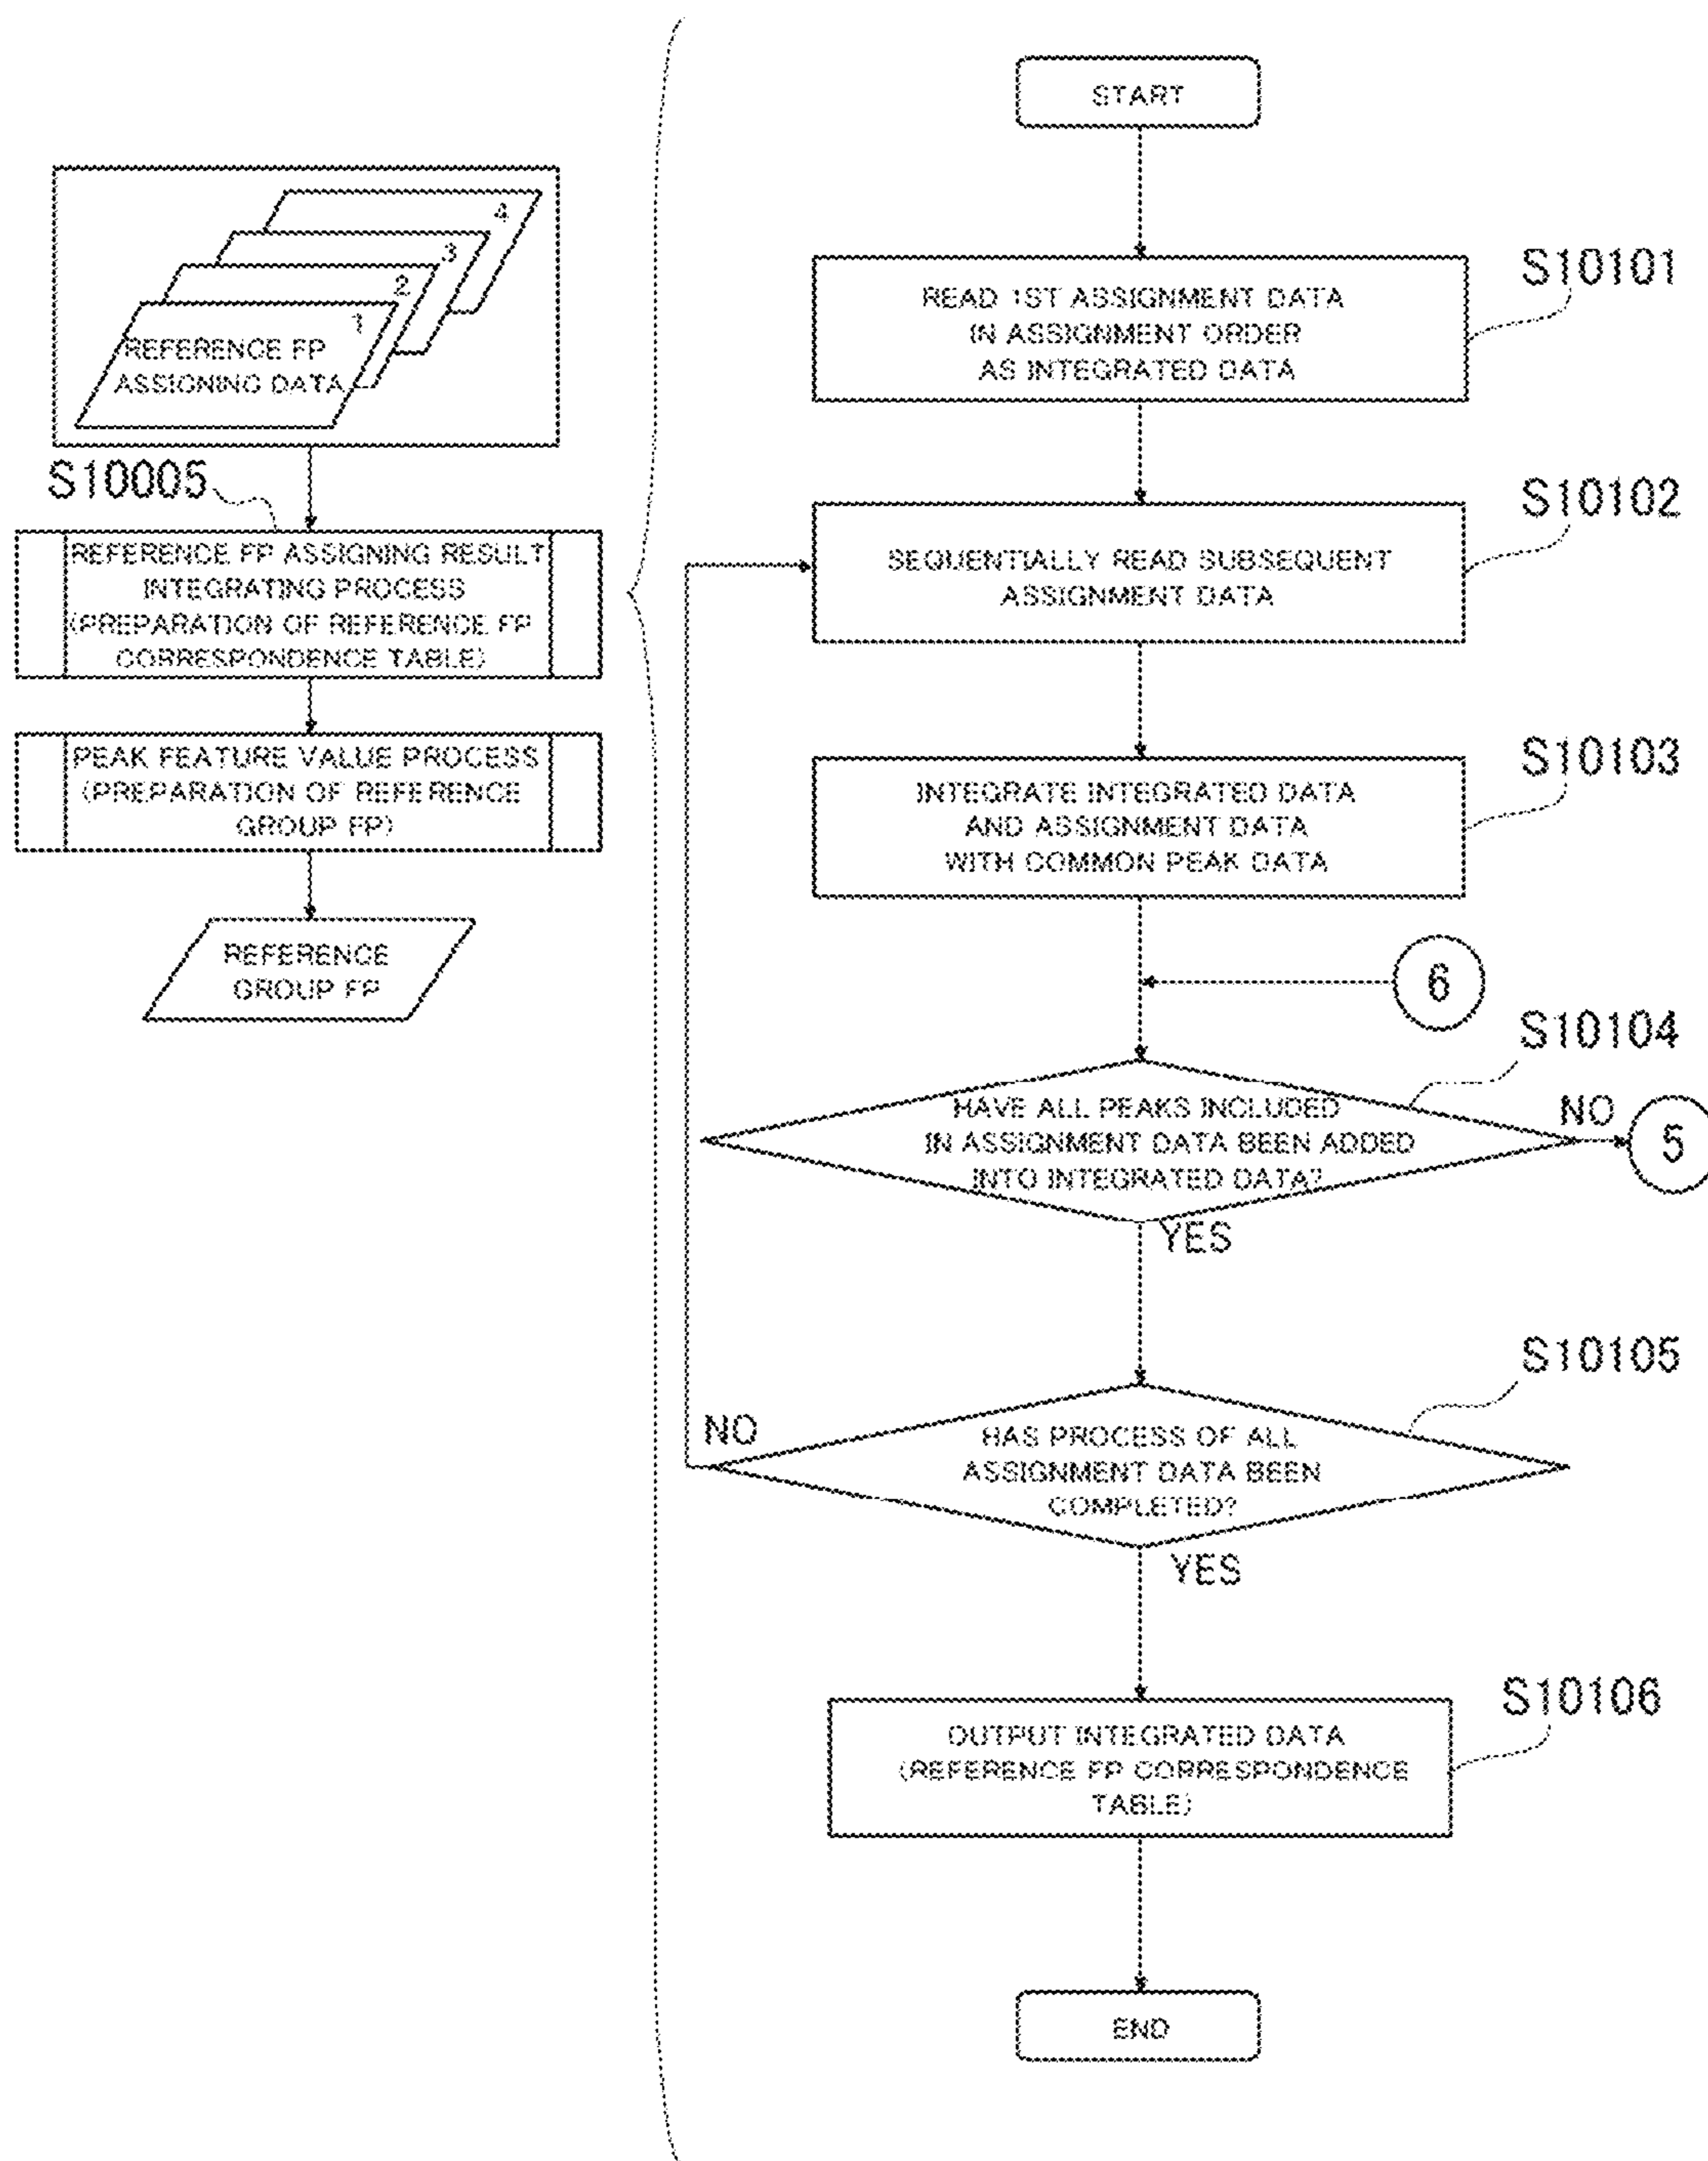 4
3
2
1
REFERENCE FP
ASSIGNING DATA
S10005
REFERENCE FP ASSIGNING RESULT
INTEGRATING PROCESS
(PREPARATION OF REFERENCE FP
CORRESPONDENCE TABLE)
PEAK FEATURE VALUE PROCESS
(PREPARATION OF REFERENCE
GROUP FP)
REFERENCE
GROUP FP
START
S10101
READ 1ST ASSIGNMENT DATA
IN ASSIGNMENT ORDER
AS INTEGRATED DATA
S10102
SEQUENTIALLY READ SUBSEQUENT
ASSIGNMENT DATA
S10103
INTEGRATE INTEGRATED DATA
AND ASSIGNMENT DATA
WITH COMMON PEAK DATA
6
S10104
HAVE ALL PEAKS INCLUDED
IN ASSIGNMENT DATA BEEN ADDED
INTO INTEGRATED DATA?
NO
5
YES
S10105
NO
HAS PROCESS OF ALL
ASSIGNMENT DATA BEEN
COMPLETED?
YES
S10106
OUTPUT INTEGRATED DATA
(REFERENCE FP CORRESPONDENCE
TABLE)
END